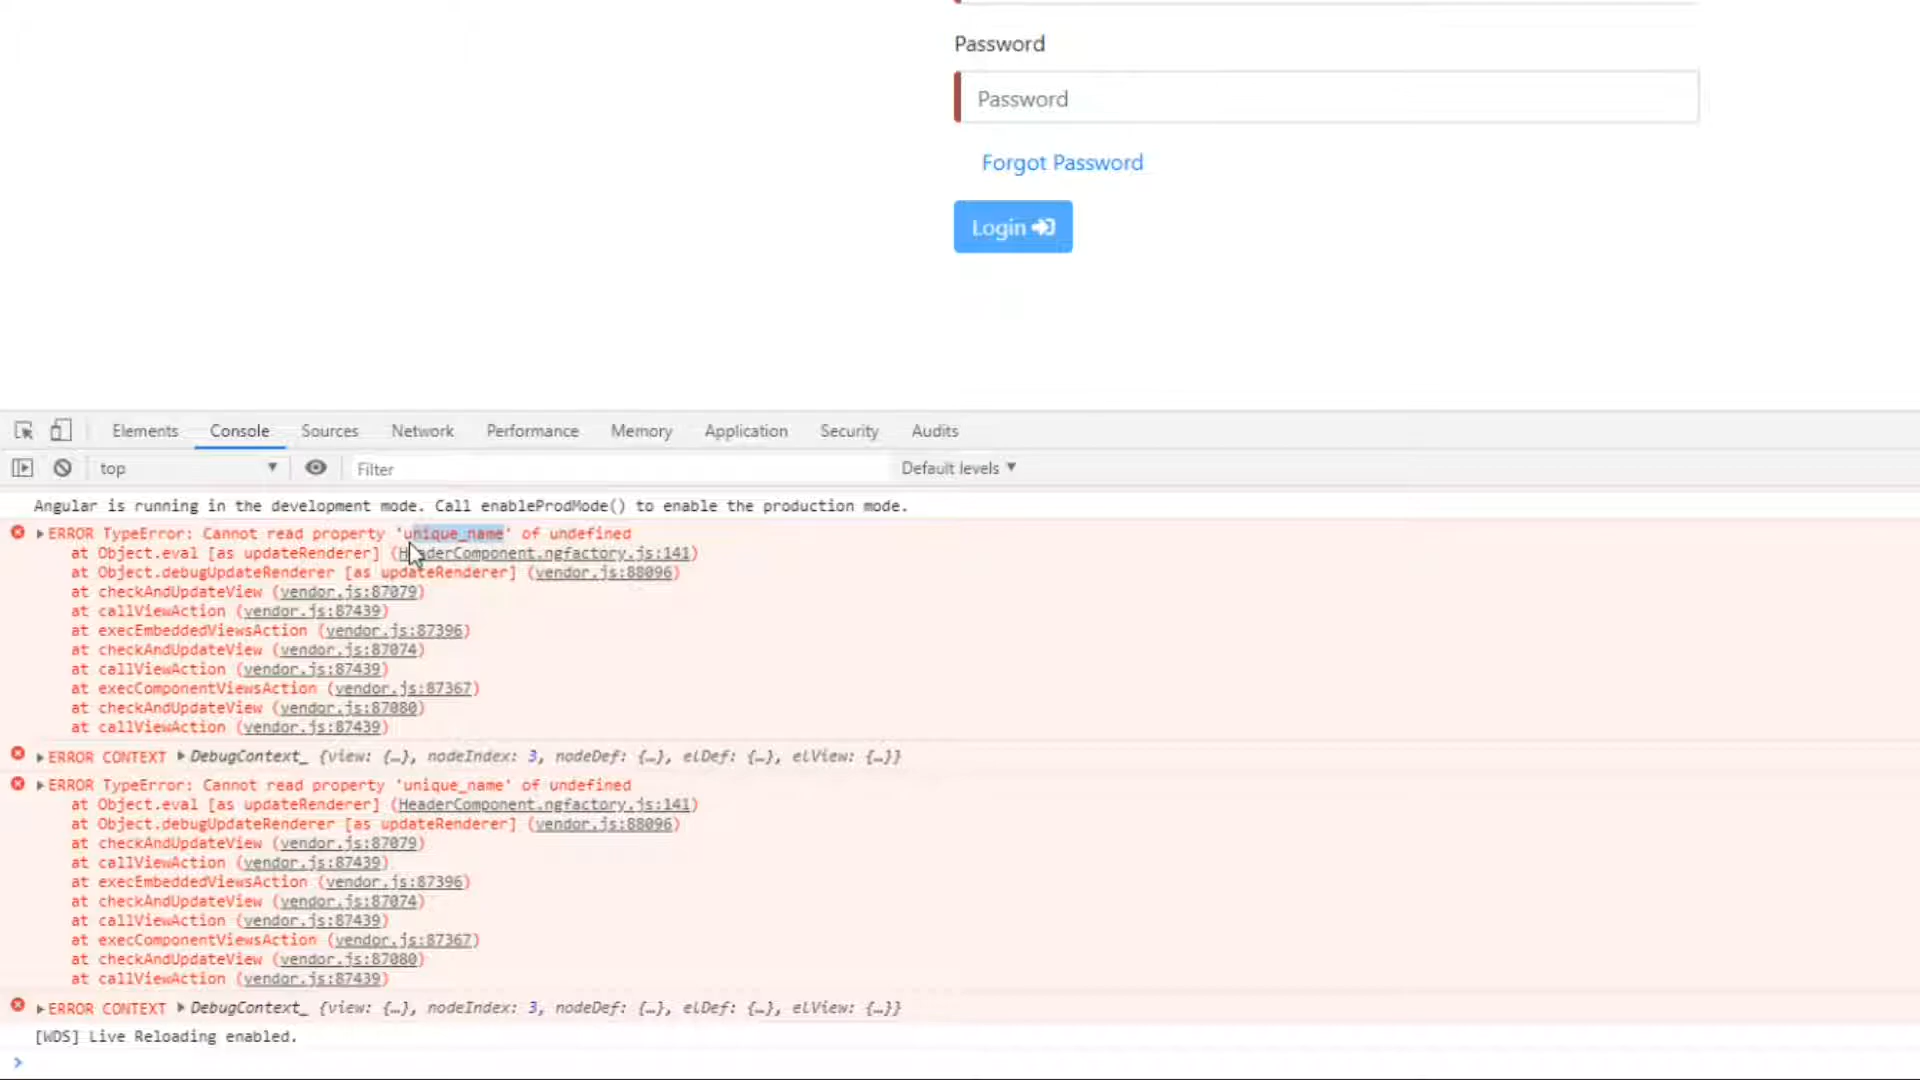 Password
Password
Forgot Password
Login
Elements Console Sources Network Performance Memory Application Security Audits
top Filter Default levels
Angular is running in the development mode. Call enableProdMode() to enable the production mode.
ERROR TypeError: Cannot read property 'unique_name' of undefined
at Object.eval [as updateRenderer] (HeaderComponent.ngfactory.js:141)
at Object.debugUpdateRenderer [as updateRenderer] (vendor.js:88096)
at checkAndUpdateView (vendor.js:87079)
at callViewAction (vendor.js:87439)
at execEmbeddedViewsAction (vendor.js:87396)
at checkAndUpdateView (vendor.js:87074)
at callViewAction (vendor.js:87439)
at execComponentViewsAction (vendor.js:87367)
at checkAndUpdateView (vendor.js:87080)
at callViewAction (vendor.js:87439)
ERROR CONTEXT DebugContext_ {view: {…}, nodeIndex: 3, nodeDef: {…}, elDef: {…}, elView: {…}}
ERROR TypeError: Cannot read property 'unique_name' of undefined
at Object.eval [as updateRenderer] (HeaderComponent.ngfactory.js:141)
at Object.debugUpdateRenderer [as updateRenderer] (vendor.js:88096)
at checkAndUpdateView (vendor.js:87079)
at callViewAction (vendor.js:87439)
at execEmbeddedViewsAction (vendor.js:87396)
at checkAndUpdateView (vendor.js:87074)
at callViewAction (vendor.js:87439)
at execComponentViewsAction (vendor.js:87367)
at checkAndUpdateView (vendor.js:87080)
at callViewAction (vendor.js:87439)
ERROR CONTEXT DebugContext_ {view: {…}, nodeIndex: 3, nodeDef: {…}, elDef: {…}, elView: {…}}
[WDS] Live Reloading enabled.